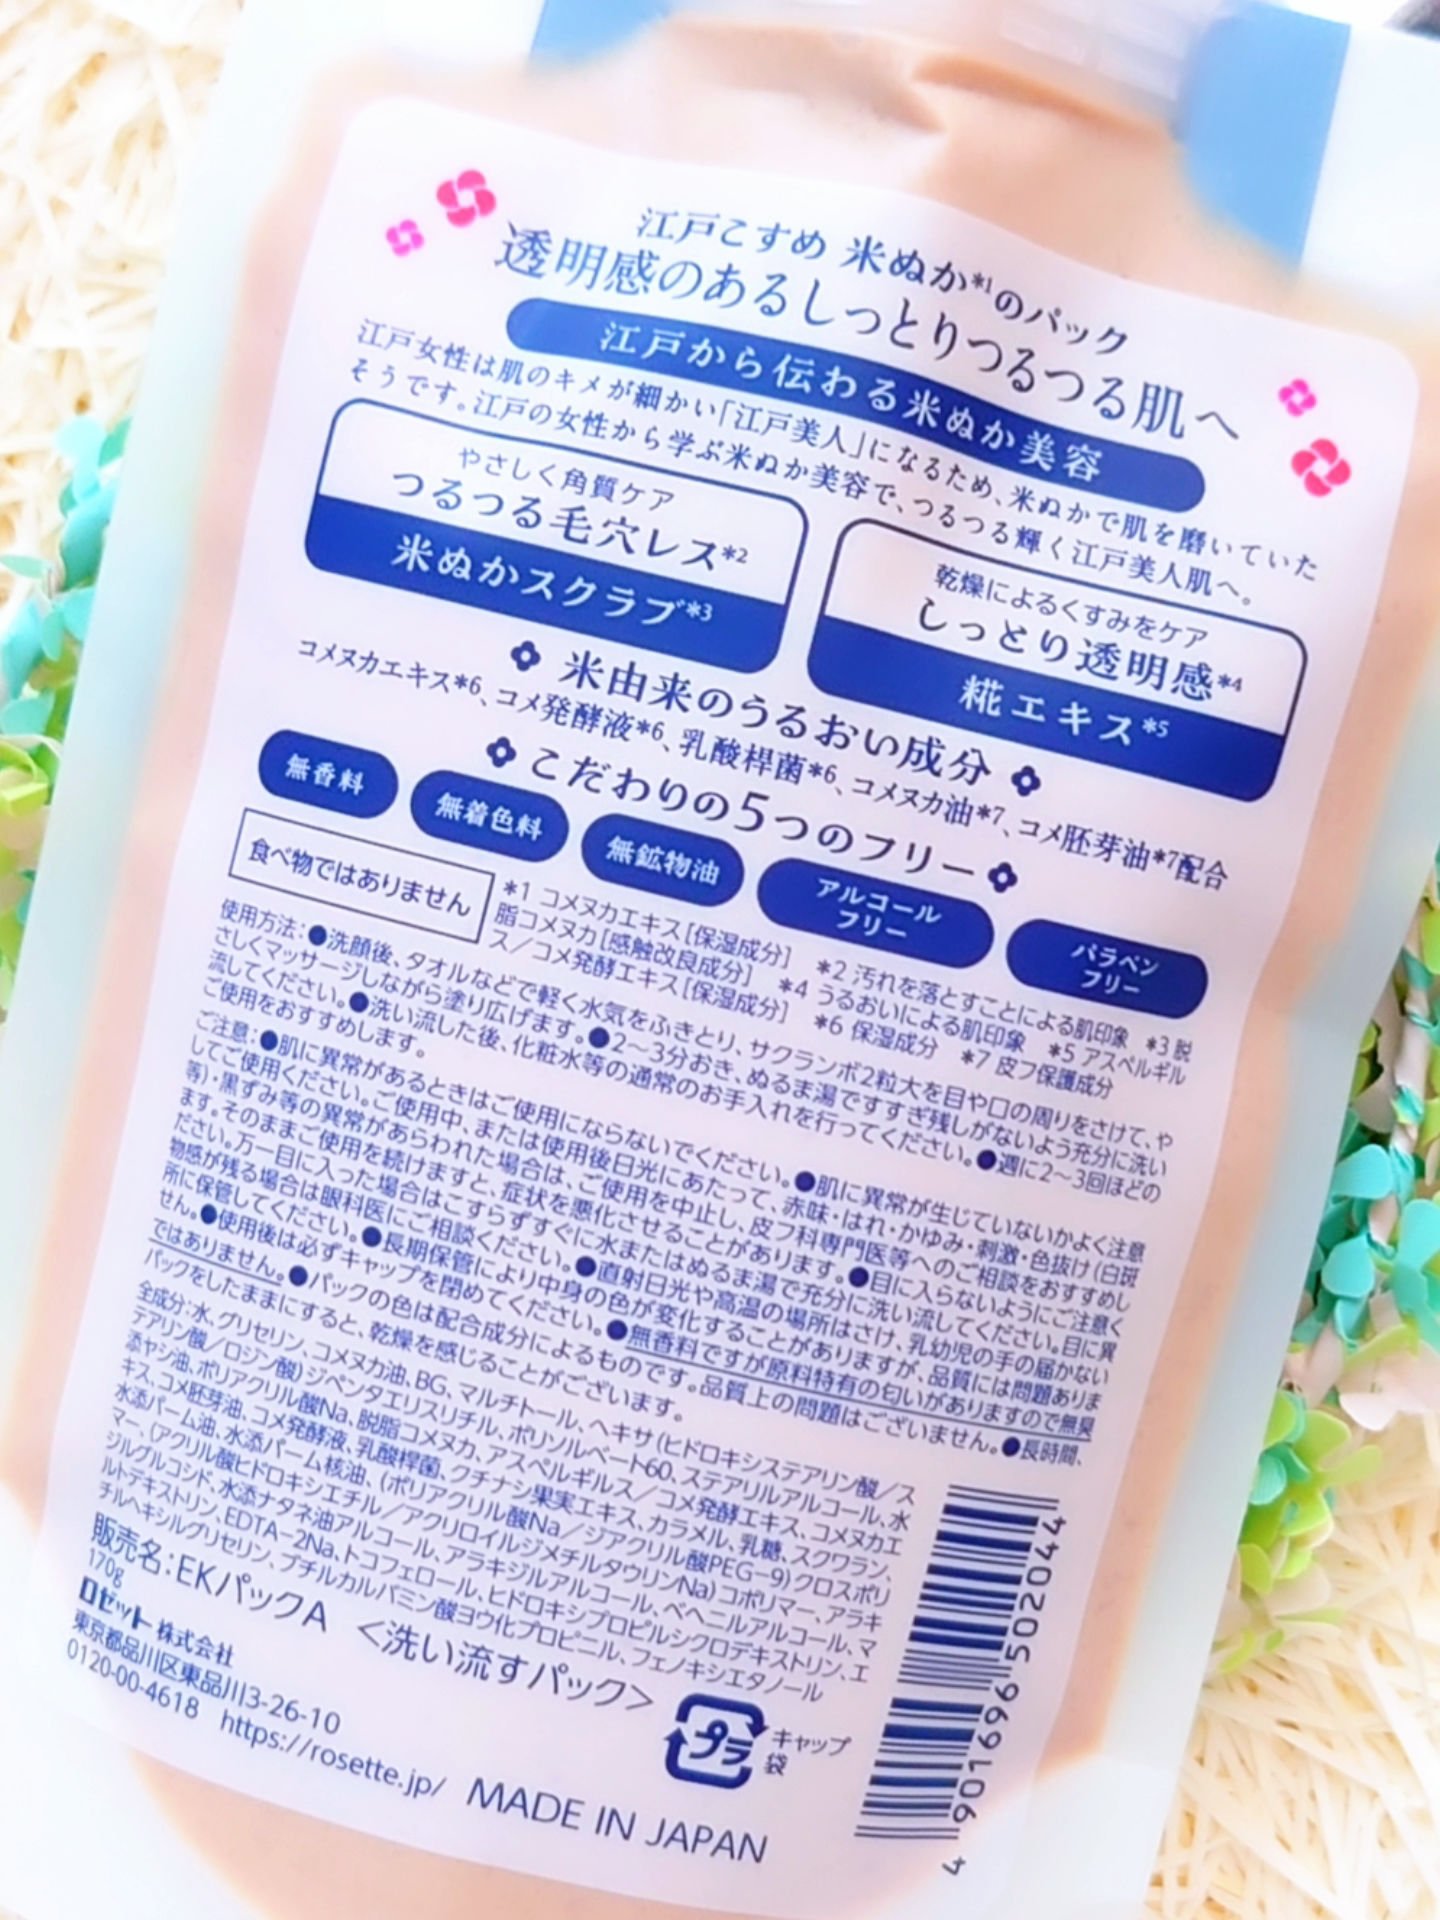 江戸こすめ 米ぬか*1のパック
透明感のあるしっとりつるつる肌へ
江戸から伝わる米ぬか美容
江戸女性は肌のキメが細かい「江戸美人」になるため、米ぬかで肌を磨いていた
そうです。江戸の女性から学ぶ米ぬか美容で、つるつる輝く江戸美人肌へ。
やさしく角質ケア
つるつる毛穴レス*2
米ぬかスクラブ*3
乾燥によるくすみをケア
しっとり透明感*4
糀エキス*5
米由来のうるおい成分
コメヌカエキス*6、コメ発酵液*6、乳酸桿菌*6、コメヌカ油*7、コメ胚芽油*7配合
こだわりの5つのフリー
無香料
無着色料
無鉱物油
アルコール
フリー
パラベン
フリー
食べ物ではありません
*1 コメヌカエキス[保湿成分] *2 汚れを落とすことによる肌印象 *3 脱
脂コメヌカ[感触改良成分] *4 うるおいによる肌印象 *5 アスペルギル
ス/コメ発酵エキス[保湿成分] *6 保湿成分 *7 皮フ保護成分
使用方法:●洗顔後、タオルなどで軽く水気をふきとり、サクランボ2粒大を目や口の周りをさけて、や
さしくマッサージしながら塗り広げます。●2〜3分おき、ぬるま湯ですすぎ残しがないよう充分に洗い
流してください。●洗い流した後、化粧水等の通常のお手入れを行ってください。●週に2〜3回ほどの
ご使用をおすすめします。
ご注意:●肌に異常があるときはご使用にならないでください。●肌に異常が生じていないかよく注意
してご使用ください。ご使用中、または使用後日光にあたって、赤味・はれ・かゆみ・刺激・色抜け(白斑
等)・黒ずみ等の異常があらわれた場合は、ご使用を中止し、皮フ科専門医等へのご相談をおすすめし
ます。そのままご使用を続けますと、症状を悪化させることがあります。●目に入らないようにご注意く
ださい。万一目に入った場合はこすらずすぐに水またはぬるま湯で充分に洗い流してください。目に異
物感が残る場合は眼科医にご相談ください。●直射日光や高温の場所はさけ、乳幼児の手の届かない
所に保管してください。●長期保管により中身の色が変化することがありますが、品質には問題ありま
せん。●使用後は必ずキャップを閉めてください。●無香料ですが原料特有の匂いがありますので無臭
ではありません。●パックの色は配合成分によるものです。品質上の問題はございません。●長時間、
パックをしたままにすると、乾燥を感じることがございます。
全成分:水、グリセリン、コメヌカ油、BG、マルチトール、ヘキサ(ヒドロキシステアリン酸/ス
テアリン酸/ロジン酸)ジペンタエリスリチル、ポリソルベート60、ステアリルアルコール、水
添ヤシ油、ポリアクリル酸Na、脱脂コメヌカ、アスペルギルス/コメ発酵エキス、コメヌカエ
キス、コメ胚芽油、コメ発酵液、乳酸桿菌、クチナシ果実エキス、カラメル、乳糖、スクワラン、
水添パーム油、水添パーム核油、(ポリアクリル酸Na/ジアクリル酸PEG-9)クロスポリ
マー、(アクリル酸ヒドロキシエチル/アクリロイルジメチルタウリンNa)コポリマー、アラキ
ジルグルコシド、水添ナタネ油アルコール、アラキジルアルコール、ベヘニルアルコール、マ
ルトデキストリン、EDTA-2Na、トコフェロール、ヒドロキシプロピルシクロデキストリン、エ
チルヘキシルグリセリン、ブチルカルバミン酸ヨウ化プロピニル、フェノキシエタノール
販売名:EKパックA <洗い流すパック>
170g
ロゼット株式会社
東京都品川区東品川3-26-10
0120-00-4618 https://rosette.jp/
プラ
キャップ
袋
MADE IN JAPAN
4 901696 502044